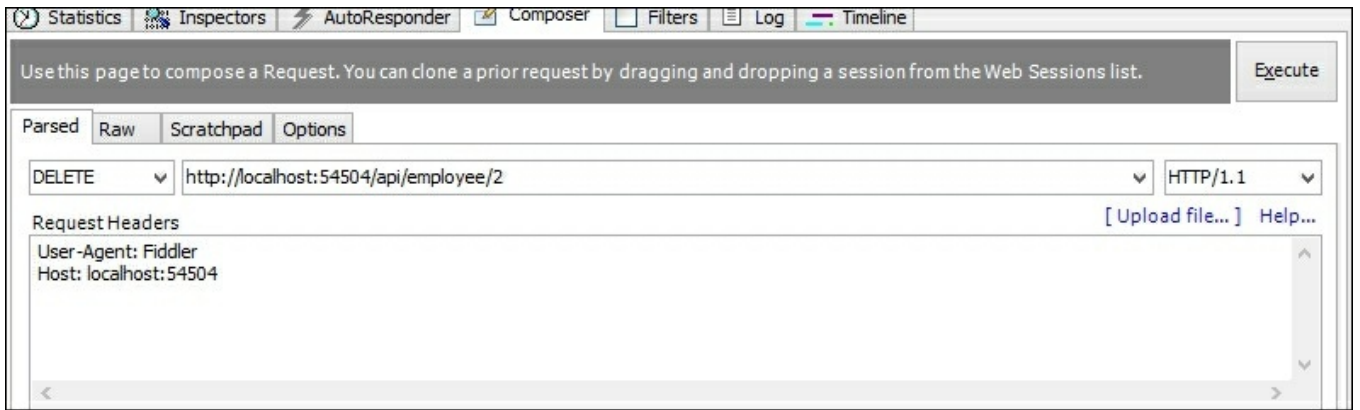 Statistics Inspectors AutoResponder Composer Filters Log Timeline
Use this page to compose a Request. You can clone a prior request by dragging and dropping a session from the Web Sessions list. Execute
Parsed Raw Scratchpad Options
DELETE http://localhost:54504/api/employee/2 HTTP/1.1
Request Headers [ Upload file... ] Help...
User-Agent: Fiddler
Host: localhost:54504